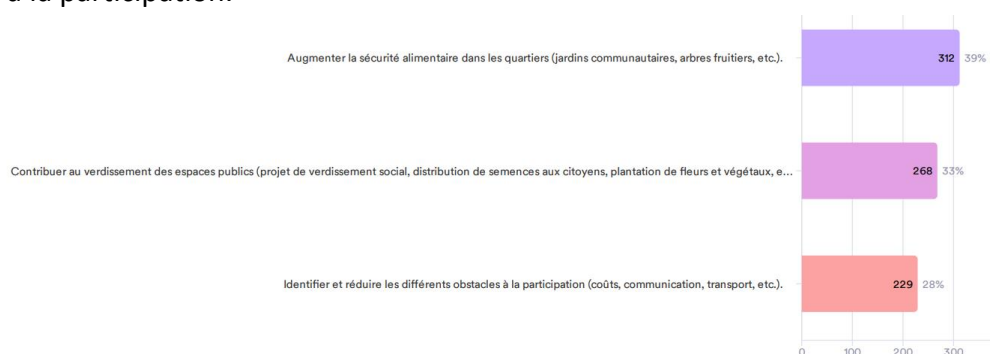 à la participation.
Augmenter la sécurité alimentaire dans les quartiers (jardins communautaires, arbres fruitiers, etc.).
312 39%
Contribuer au verdissement des espaces publics (projet de verdissement social, distribution de semences aux citoyens, plantation de fleurs et végétaux, e...
268 33%
Identifier et réduire les différents obstacles à la participation (coûts, communication, transport, etc.).
229 28%
0 100 200 300